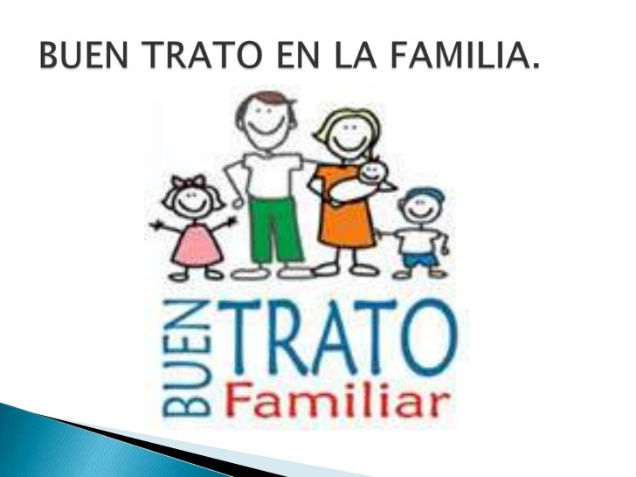 BUEN TRATO EN LA FAMILIA.
BUEN
TRATO
Familiar